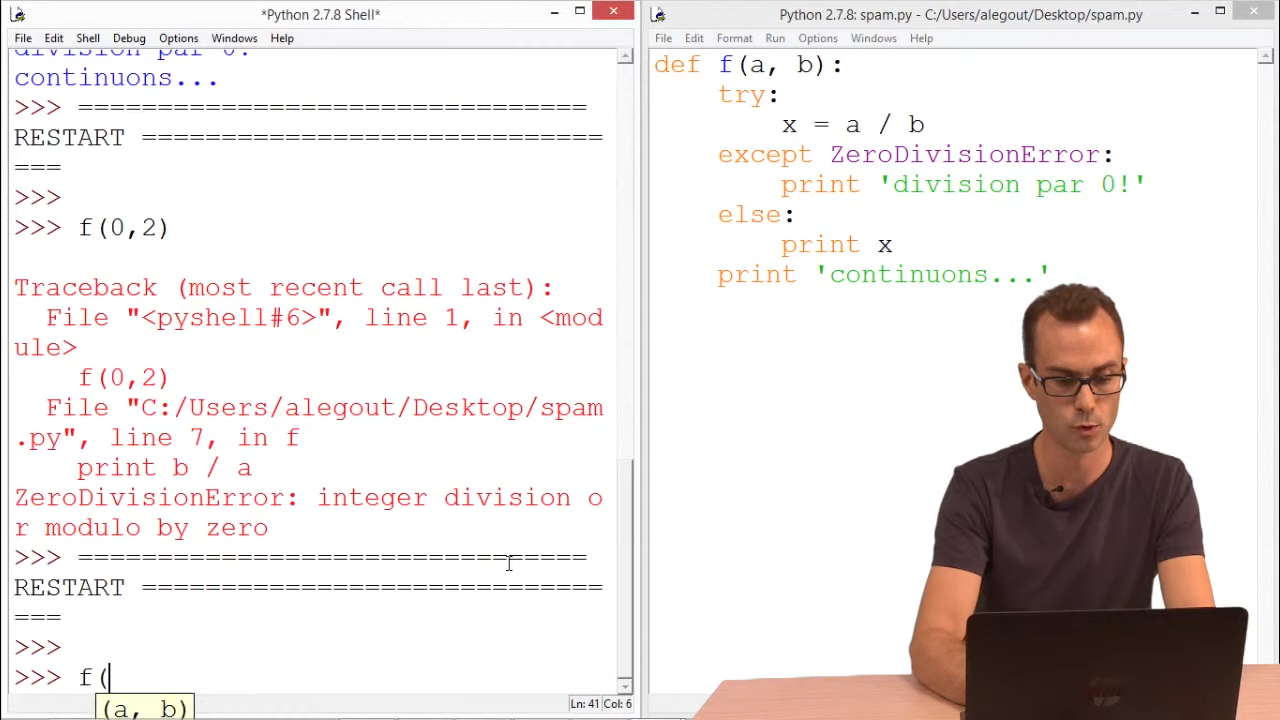 *Python 2.7.8 Shell*
File Edit Shell Debug Options Windows Help
division par 0!
continuons...
>>> ================================
RESTART =============================
===
>>>
>>> f(0,2)
Traceback (most recent call last):
  File "<pyshell#6>", line 1, in <mod
ule>
    f(0,2)
  File "C:/Users/alegout/Desktop/spam
.py", line 7, in f
    print b / a
ZeroDivisionError: integer division o
r modulo by zero
>>> ================================
RESTART =============================
===
>>>
>>> f(
(a, b)
Ln: 41 Col: 6
Python 2.7.8: spam.py - C:/Users/alegout/Desktop/spam.py
File Edit Format Run Options Windows Help
def f(a, b):
    try:
        x = a / b
    except ZeroDivisionError:
        print 'division par 0!'
    else:
        print x
    print 'continuons...'